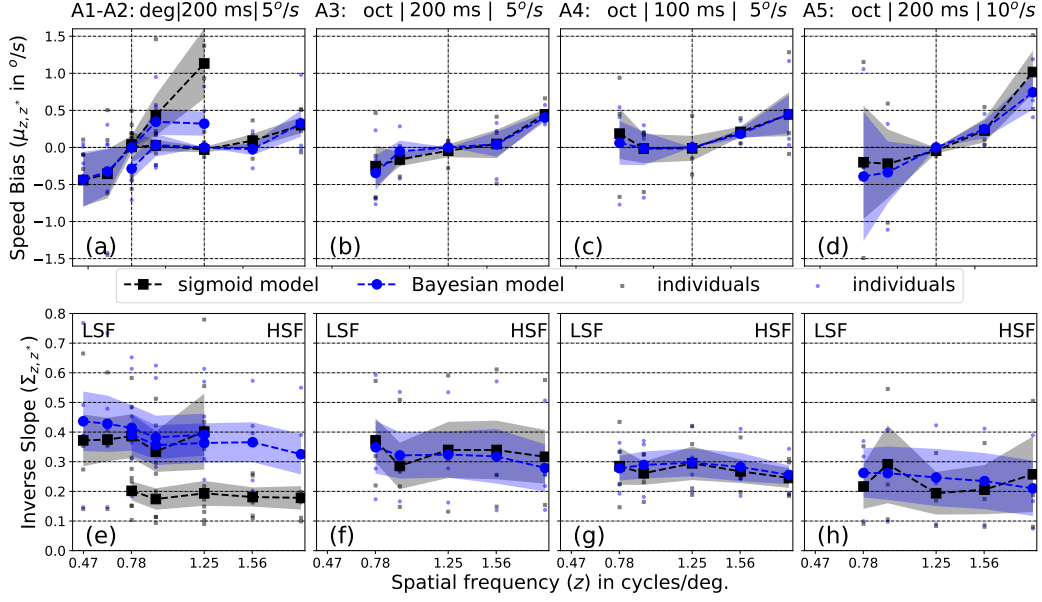 A1-A2: deg|200 ms|5°/s
A3: oct | 200 ms | 5°/s
A4: oct | 100 ms | 5°/s
A5: oct | 200 ms | 10°/s
Speed Bias (μz,z*) in °/s
1.5
1.0
0.5
0.0
−0.5
−1.0
−1.5
(a)
(b)
(c)
(d)
sigmoid model
Bayesian model
individuals
individuals
Inverse Slope (Σz,z*)
0.8
0.7
0.6
0.5
0.4
0.3
0.2
0.1
0.0
LSF HSF
LSF HSF
LSF HSF
LSF HSF
(e)
(f)
(g)
(h)
0.47 0.78 1.25 1.56
0.47 0.78 1.25 1.56
0.47 0.78 1.25 1.56
0.47 0.78 1.25 1.56
Spatial frequency (z) in cycles/deg.